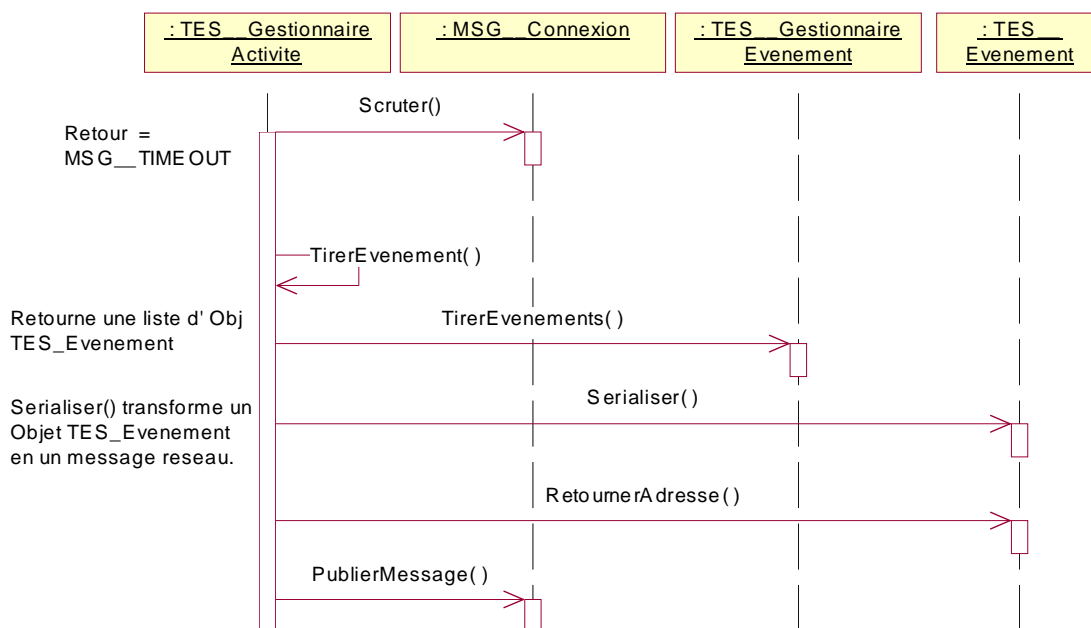 : TES__Gestionnaire
Activite
: MSG__Connexion
: TES__Gestionnaire
Evenement
: TES__
Evenement
Scruter()
Retour =
MSG__TIMEOUT
TirerEvenement()
Retourne une liste d' Obj
TES_Evenement
TirerEvenements()
Serialiser() transforme un
Objet TES_Evenement
en un message reseau.
Serialiser()
RetournerAdresse()
PublierMessage()